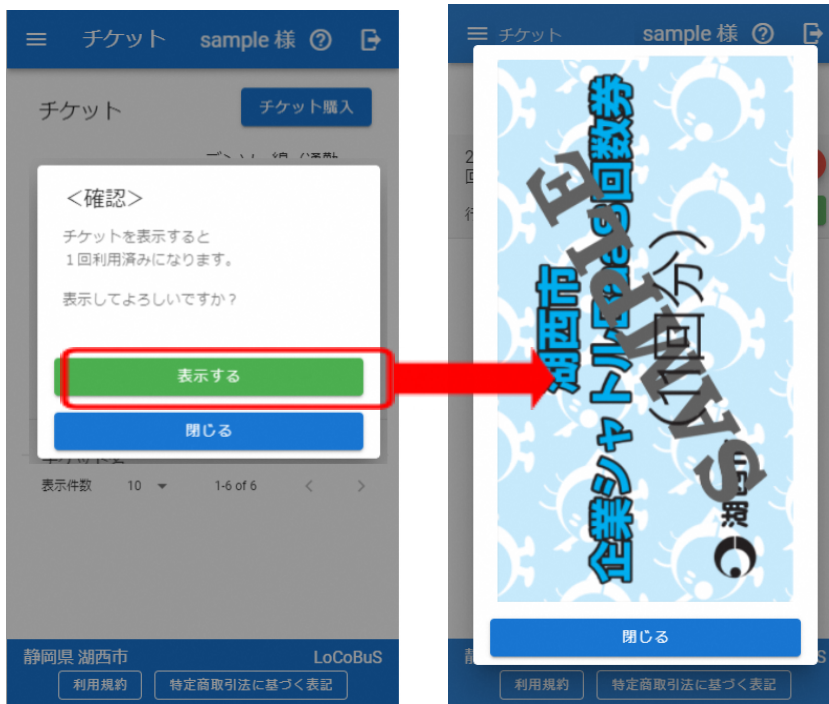 チケット sample 様
チケット
チケット購入
＜確認＞
チケットを表示すると
１回利用済みになります。
表示してよろしいですか？
表示する
閉じる
表示件数 10 1-6 of 6
静岡県 湖西市 LoCoBuS
利用規約 特定商取引法に基づく表記
チケット sample 様
湖西市
企業シャトルBaaS回数券
(11回分)
SAMPLE
閉じる
利用規約 特定商取引法に基づく表記